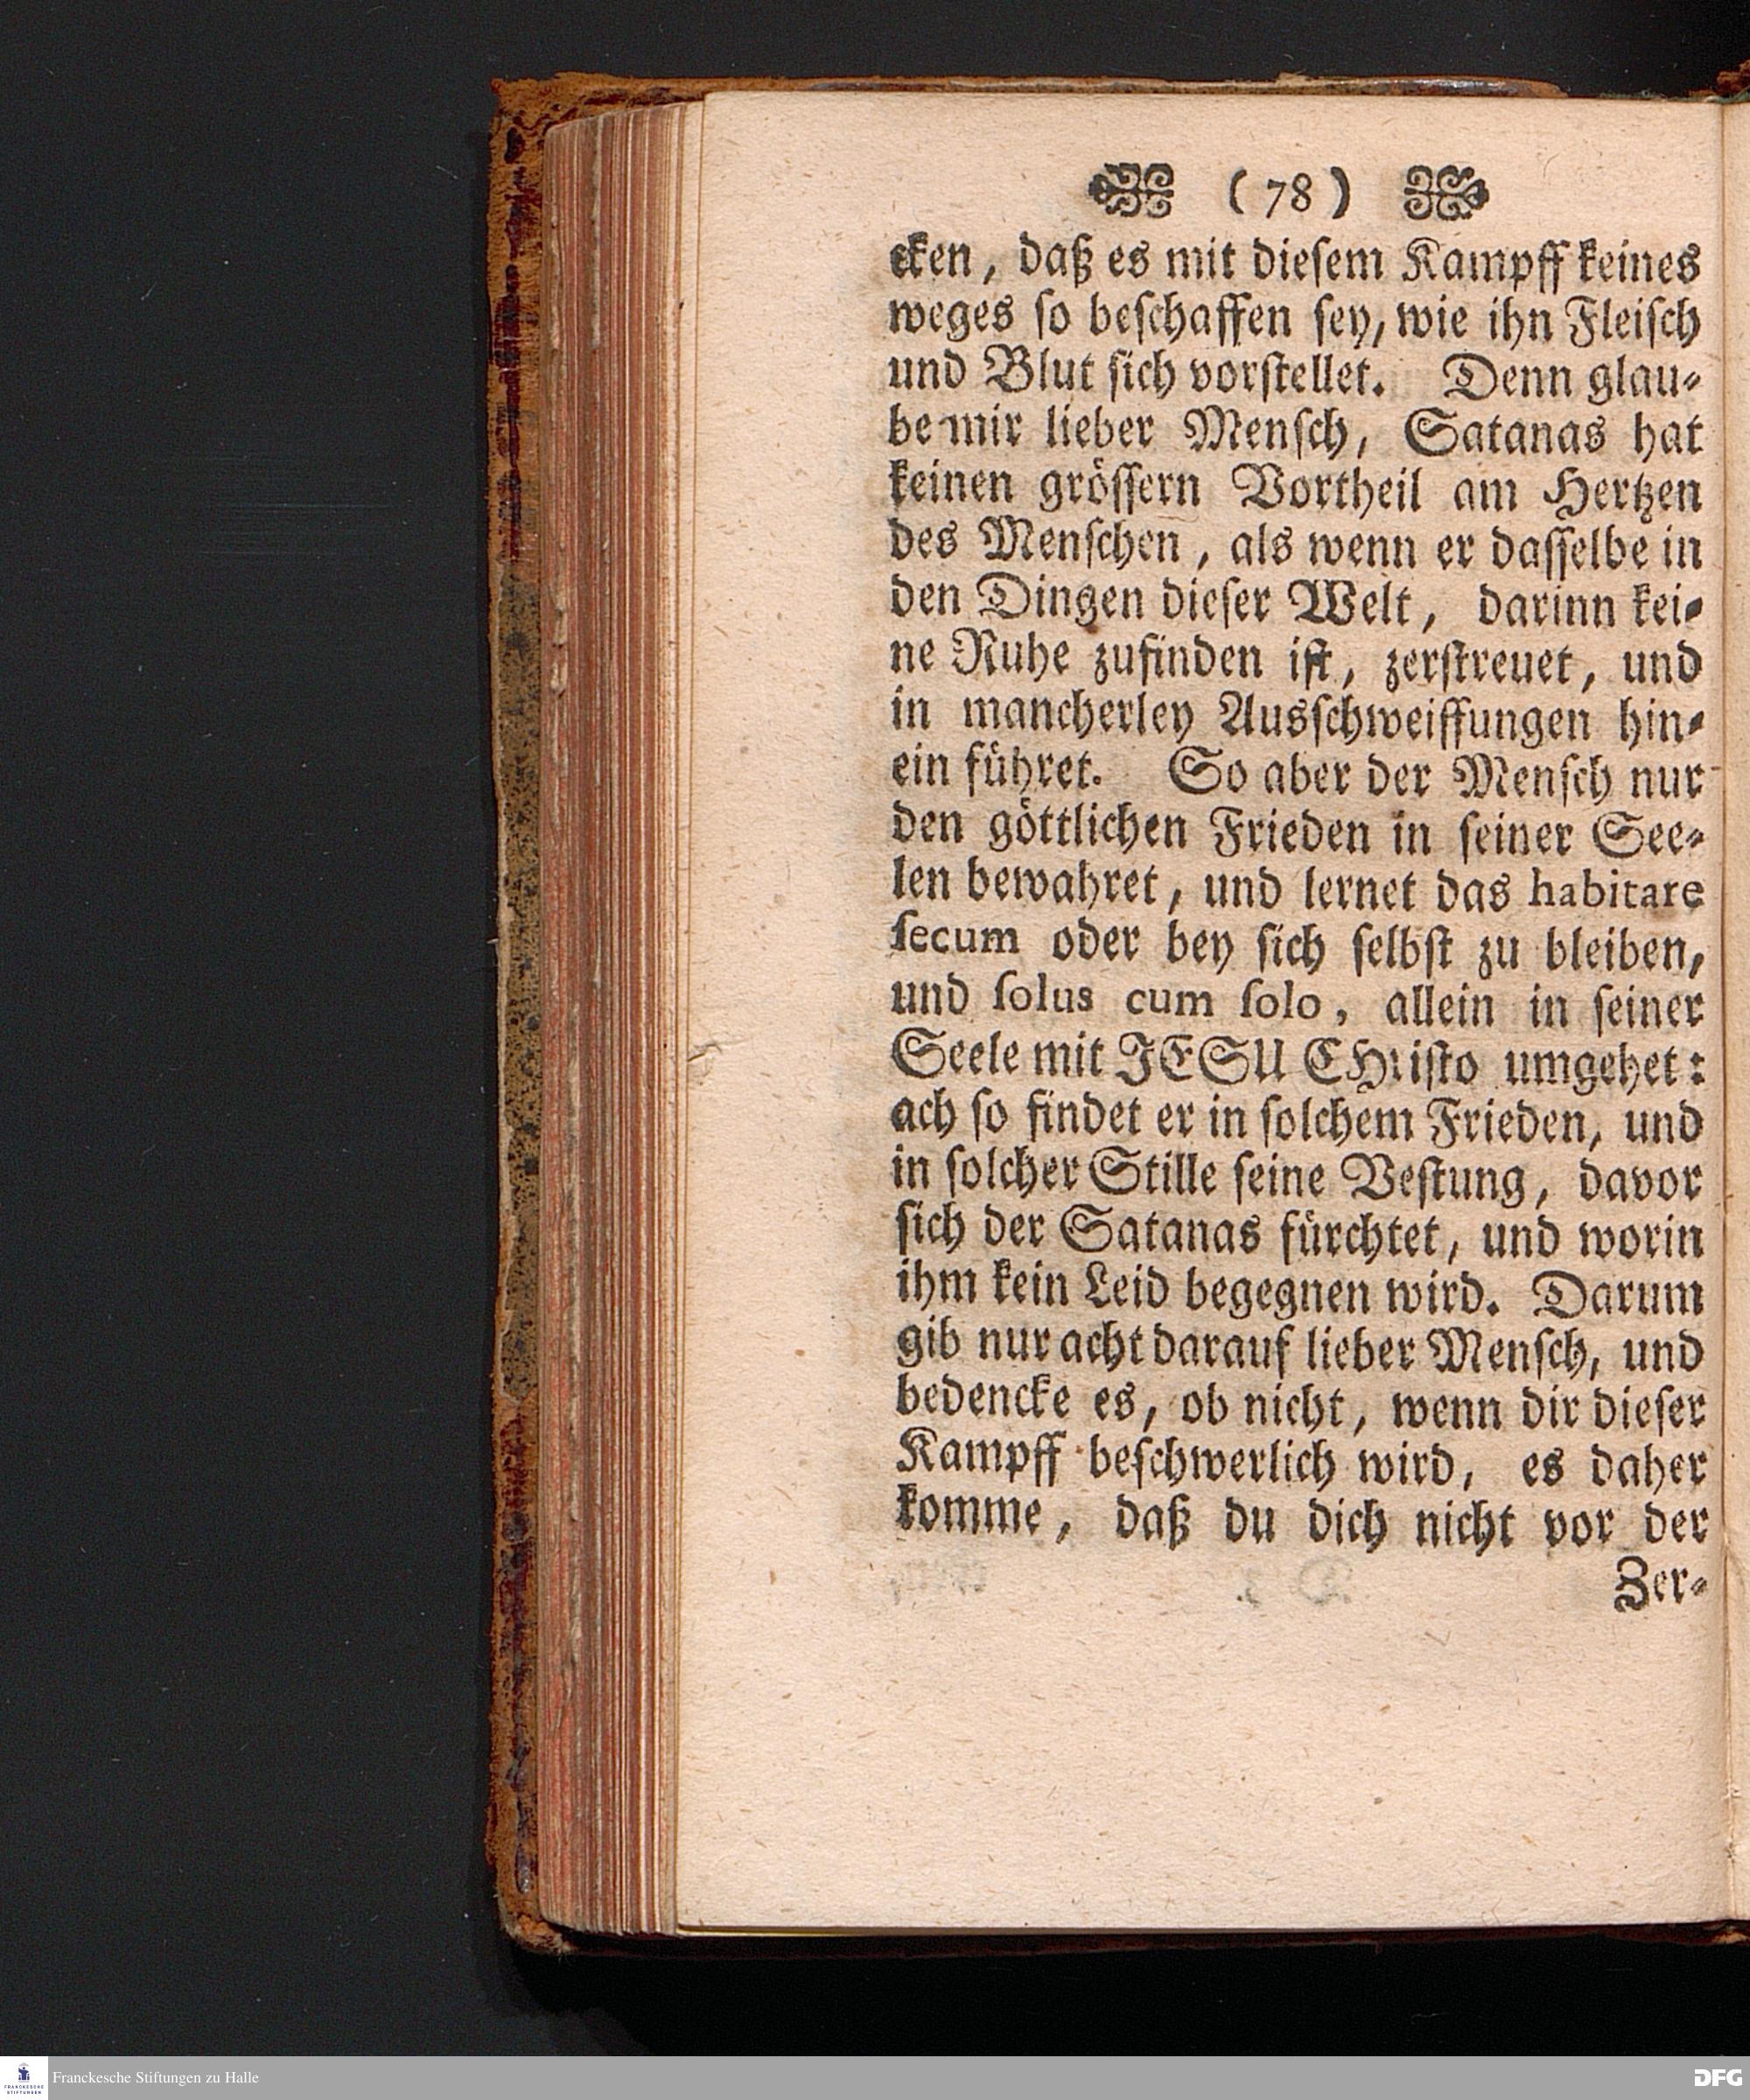 ( 78 )
cken, daß es mit dieſem Kampff keines
weges ſo beſchaffen ſey, wie ihn Fleiſch
und Blut ſich vorſtellet. Denn glau-
be mir lieber Menſch, Satanas hat
keinen gröſſern Vortheil am Hertzen
des Menſchen, als wenn er daſſelbe in
den Dingen dieſer Welt, darinn kei-
ne Ruhe zufinden iſt, zerſtreuet, und
in mancherley Ausſchweiffungen hin-
ein führet. So aber der Menſch nur
den göttlichen Frieden in ſeiner See-
len bewahret, und lernet das habitare
ſecum oder bey ſich ſelbſt zu bleiben,
und ſolus cum ſolo, allein in ſeiner
Seele mit JESU CHriſto umgehet:
ach ſo findet er in ſolchem Frieden, und
in ſolcher Stille ſeine Veſtung, davor
ſich der Satanas fürchtet, und worin
ihm kein Leid begegnen wird. Darum
gib nur acht darauf lieber Menſch, und
bedencke es, ob nicht, wenn dir dieſer
Kampff beſchwerlich wird, es daher
komme, daß du dich nicht vor der
Zer-
FRANCKESCHE
STIFTUNGEN
Franckesche Stiftungen zu Halle
DFG